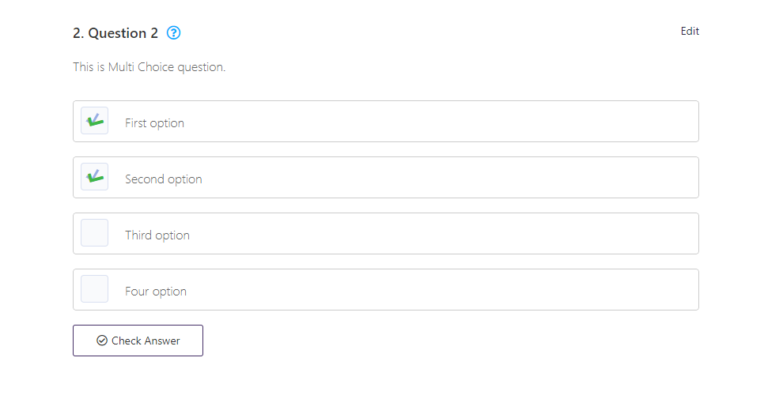 2. Question 2 ?
Edit
This is Multi Choice question.
First option
Second option
Third option
Four option
Check Answer